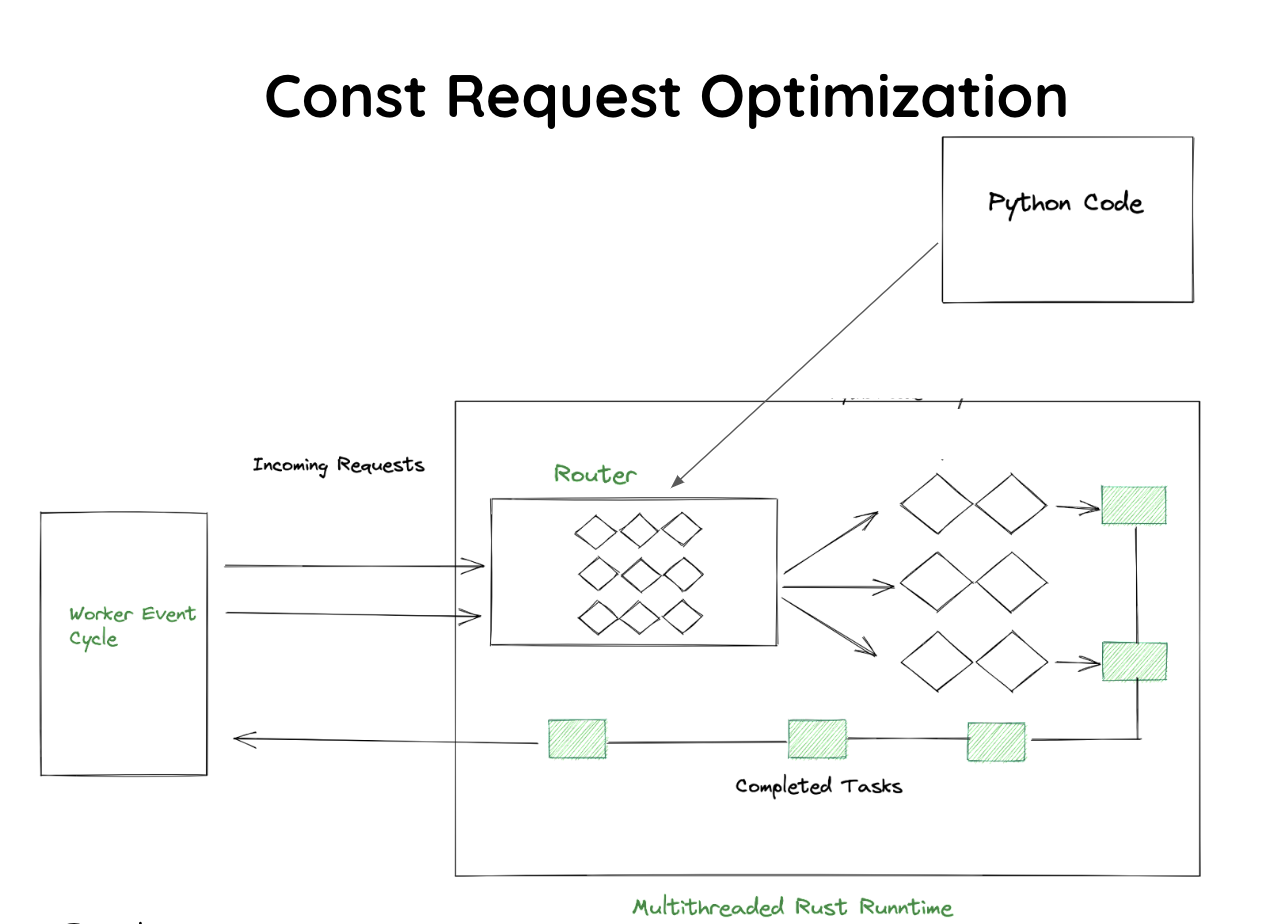 Const Request Optimization
Python Code
Incoming Requests
Router
Worker Event
Cycle
Completed Tasks
Multithreaded Rust Runntime